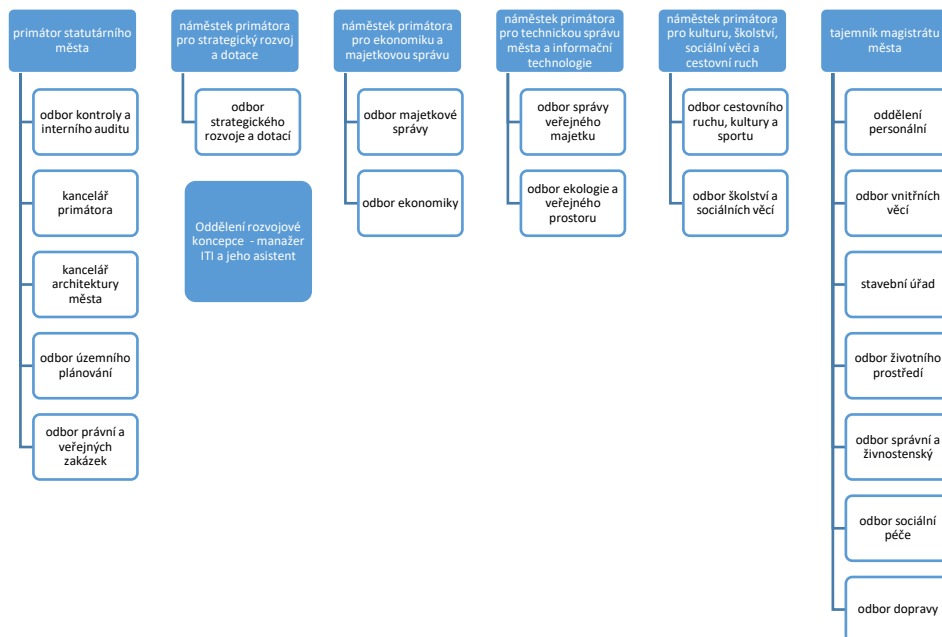 primátor statutárního
města
odbor kontroly a
interního auditu
kancelář
primátora
kancelář
architektury
města
odbor územního
plánování
odbor právní a
veřejných
zakázek
náměstek primátora
pro strategický rozvoj
a dotace
odbor
strategického
rozvoje a dotací
Oddělení rozvojové
koncepce - manažer
ITI a jeho asistent
náměstek primátora
pro ekonomiku a
majetkovou správu
odbor majetkové
správy
odbor ekonomiky
náměstek primátora
pro technickou správu
města a informační
technologie
odbor správy
veřejného
majetku
odbor ekologie a
veřejného
prostoru
náměstek primátora
pro kulturu, školství,
sociální věci a
cestovní ruch
odbor cestovního
ruchu, kultury a
sportu
odbor školství a
sociálních věcí
tajemník magistrátu
města
oddělení
personální
odbor vnitřních
věcí
stavební úřad
odbor životního
prostředí
odbor správní a
živnostenský
odbor sociální
péče
odbor dopravy